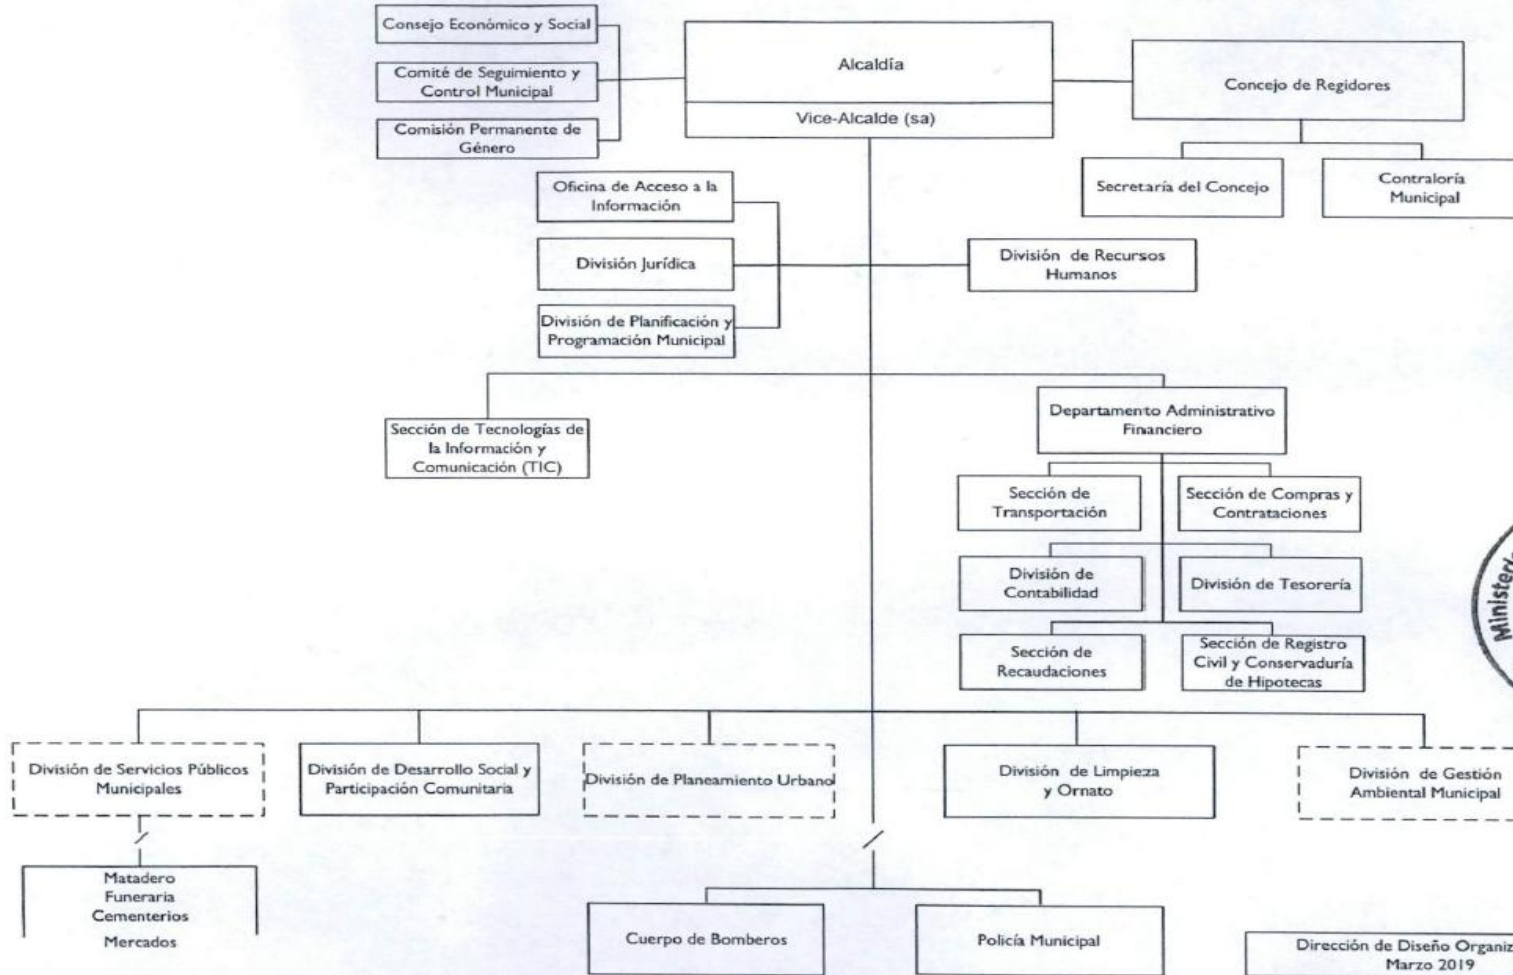 Consejo Económico y Social
Comité de Seguimiento y
Control Municipal
Comisión Permanente de
Género
Alcaldía
Vice-Alcalde (sa)
Concejo de Regidores
Secretaría del Concejo
Contraloría
Municipal
Oficina de Acceso a la
Información
División Jurídica
División de Planificación y
Programación Municipal
División de Recursos
Humanos
Sección de Tecnologías de
la Información y
Comunicación (TIC)
Departamento Administrativo
Financiero
Sección de
Transportación
Sección de Compras y
Contrataciones
División de
Contabilidad
División de Tesorería
Sección de
Recaudaciones
Sección de Registro
Civil y Conservaduría
de Hipotecas
División de Servicios Públicos
Municipales
División de Desarrollo Social y
Participación Comunitaria
División de Planeamiento Urbano
División de Limpieza
y Ornato
División de Gestión
Ambiental Municipal
Matadero
Funeraria
Cementerios
Mercados
Cuerpo de Bomberos
Policía Municipal
Dirección de Diseño
Marzo 2019